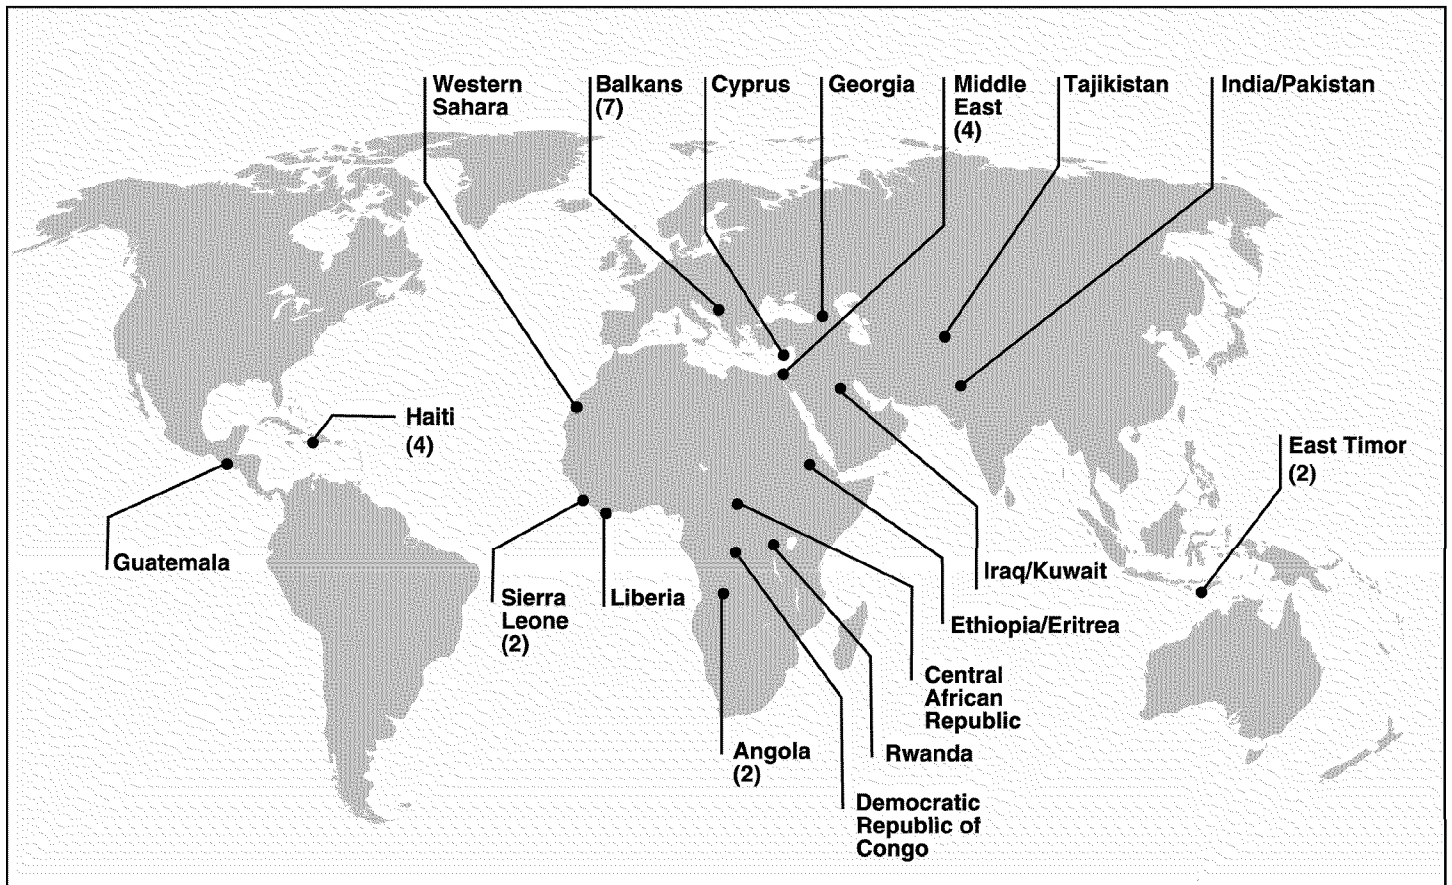 Western
Sahara
Balkans
(7)
Cyprus
Georgia
Middle
East
(4)
Tajikistan
India/Pakistan
Haiti
(4)
East Timor
(2)
Guatemala
Sierra
Leone
(2)
Liberia
Iraq/Kuwait
Ethiopia/Eritrea
Central
African
Republic
Angola
(2)
Rwanda
Democratic
Republic of
Congo